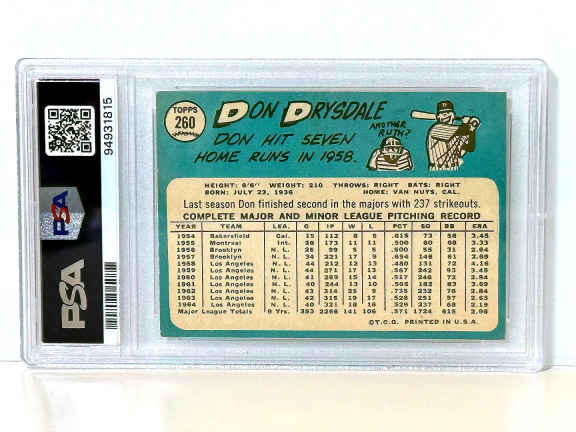 94931815
PSA
PSA
TOPPS
260
DON DRYSDALE
DON HIT SEVEN
HOME RUNS IN 1958.
ANOTHER
RUTH?
HEIGHT: 6'6" WEIGHT: 210 THROWS: RIGHT BATS: RIGHT
BORN: JULY 23, 1936 HOME: VAN NUYS, CAL.
Last season Don finished second in the majors with 237 strikeouts.
COMPLETE MAJOR AND MINOR LEAGUE PITCHING RECORD
YEAR TEAM LEA. G IP W L PCT SO BB ERA
1954 Bakersfield Cal. 15 112 8 5 .615 73 56 3.45
1955 Montreal Int. 28 173 11 11 .500 80 68 3.33
1956 Brooklyn N. L. 25 99 5 5 .500 55 31 2.64
1957 Brooklyn N. L. 34 221 17 9 .654 148 61 2.69
1958 Los Angeles N. L. 44 212 12 13 .480 131 72 4.16
1959 Los Angeles N. L. 44 271 17 13 .567 242 93 3.45
1960 Los Angeles N. L. 41 269 15 14 .517 246 72 2.84
1961 Los Angeles N. L. 40 244 13 10 .565 182 83 3.69
1962 Los Angeles N. L. 43 314 25 9 .735 232 78 2.84
1963 Los Angeles N. L. 42 315 19 17 .528 251 57 2.63
1964 Los Angeles N. L. 40 321 18 16 .529 237 68 2.19
Major League Totals 9 Yrs. 353 2266 141 106 .571 1724 615 2.96
©T.C.G. PRINTED IN U.S.A.